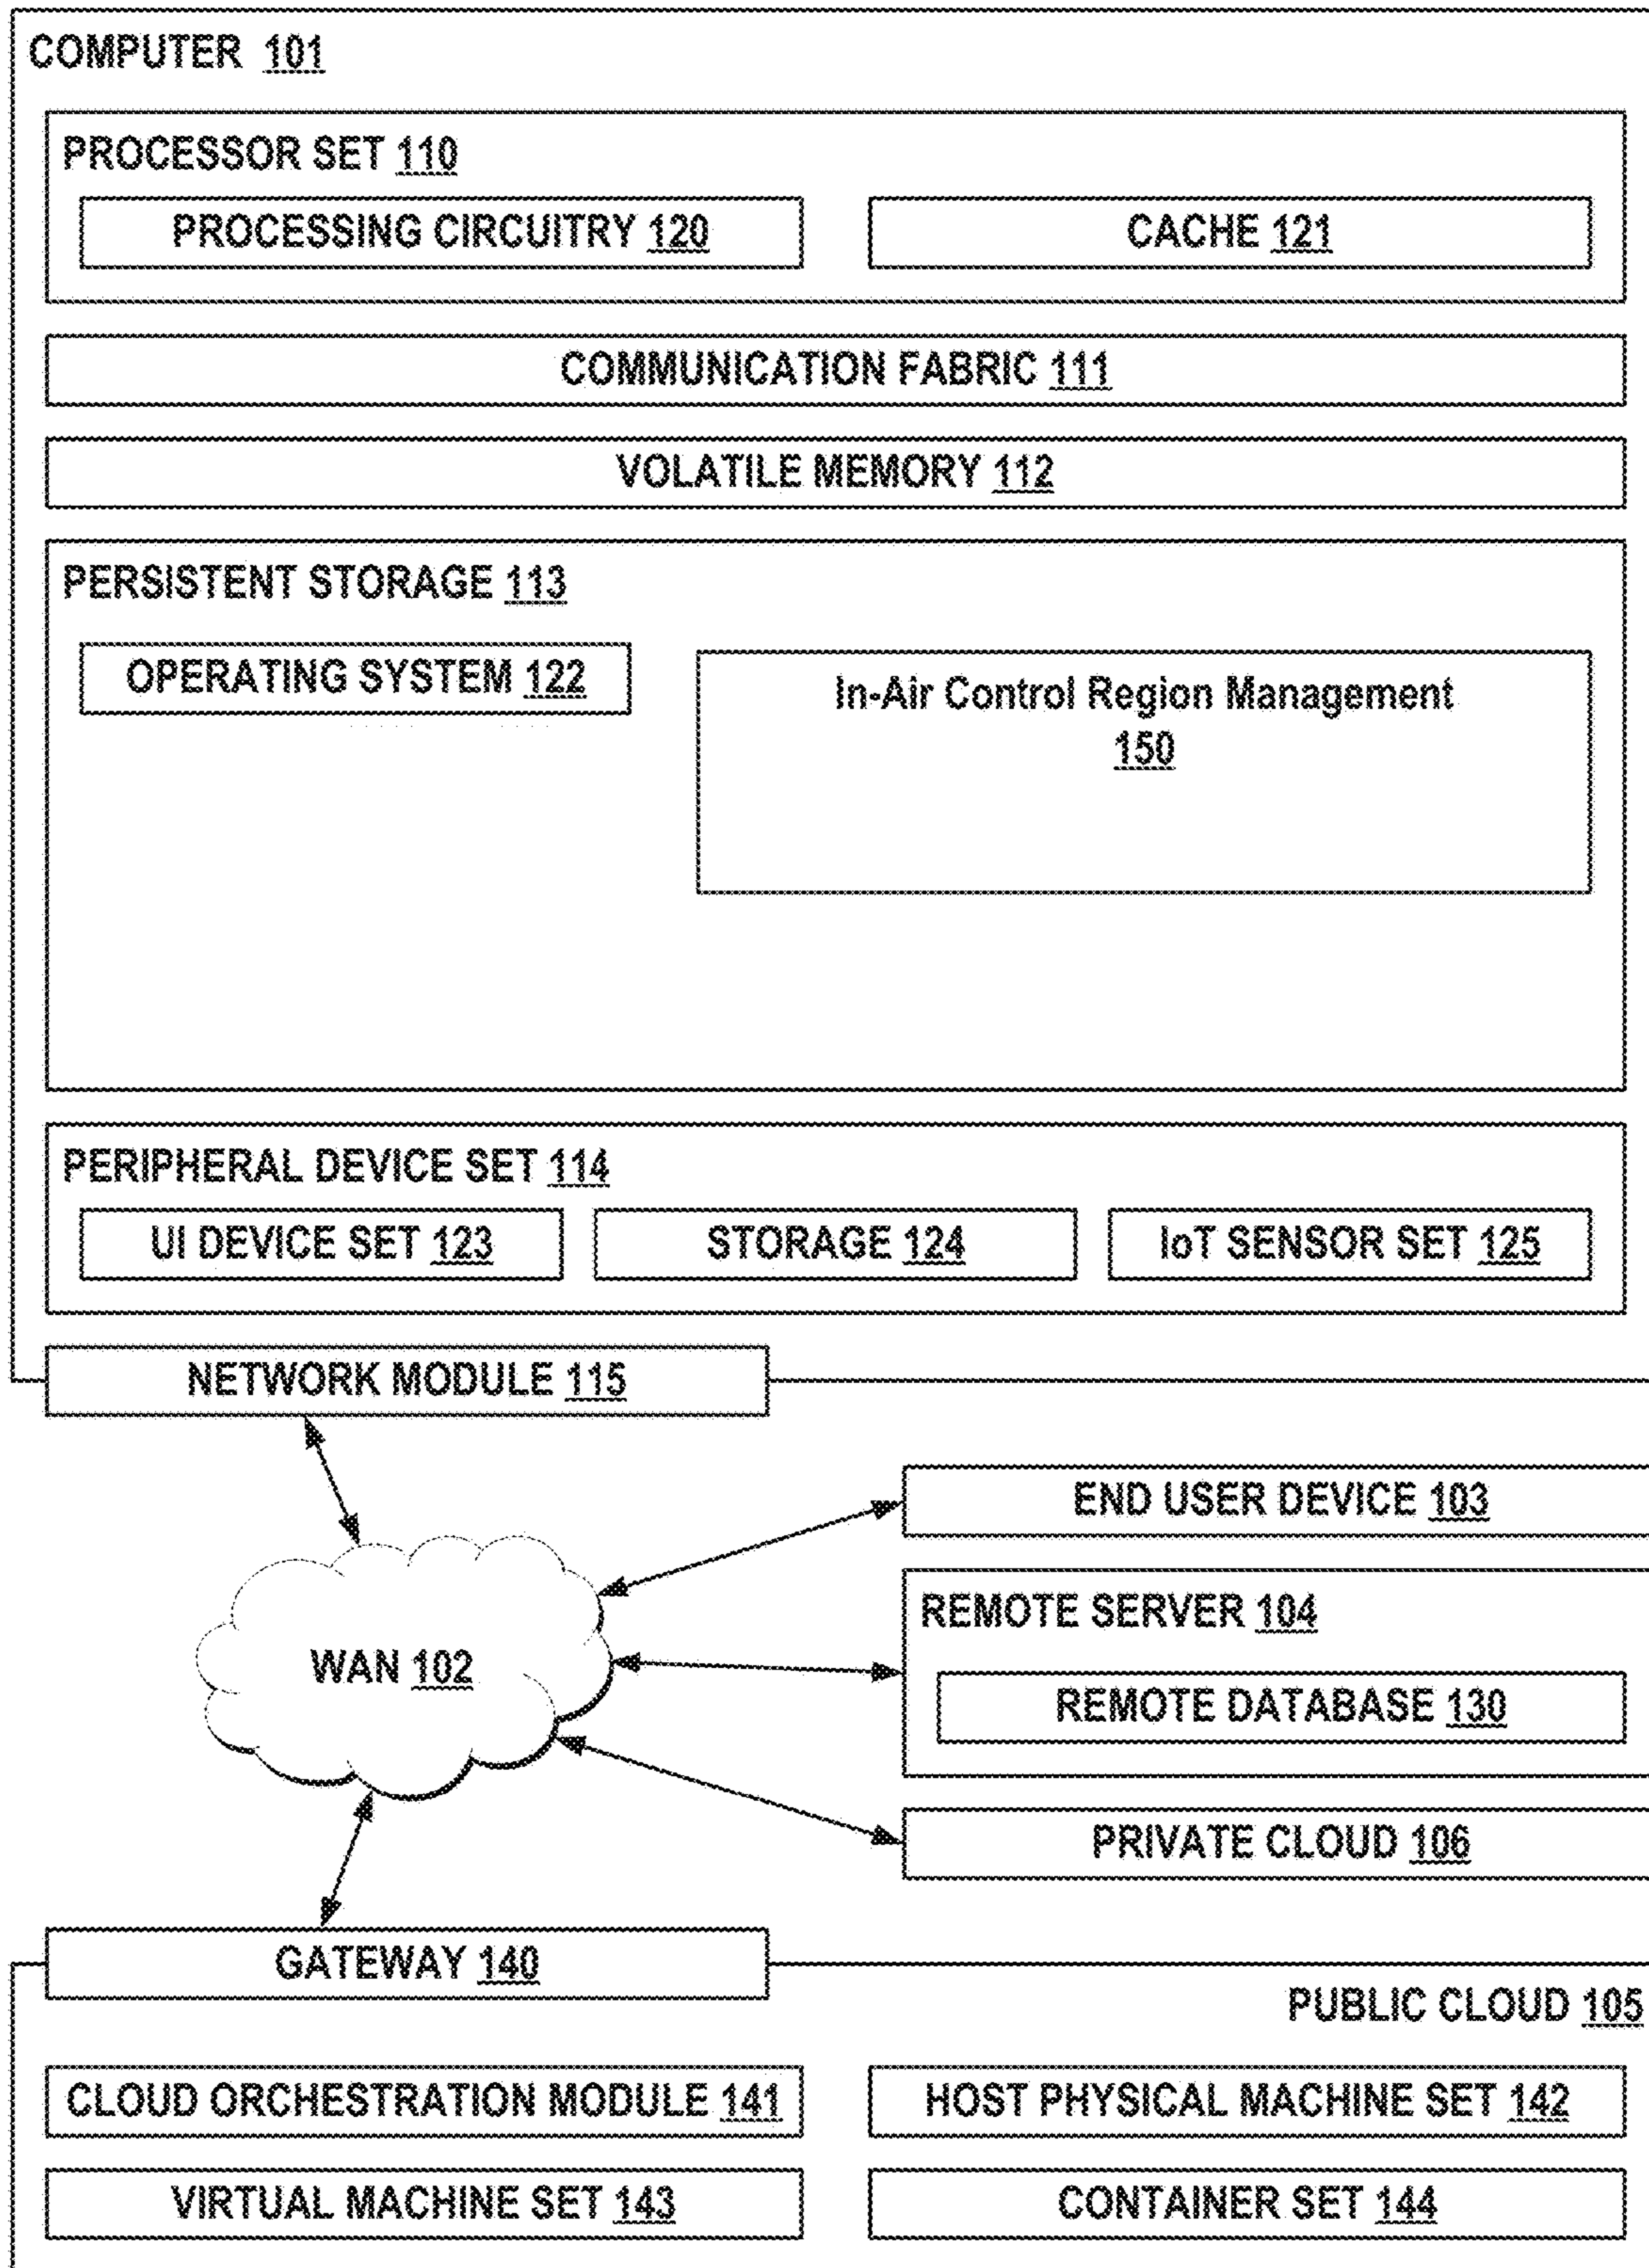 COMPUTER 101
PROCESSOR SET 110
PROCESSING CIRCUITRY 120
CACHE 121
COMMUNICATION FABRIC 111
VOLATILE MEMORY 112
PERSISTENT STORAGE 113
OPERATING SYSTEM 122
In-Air Control Region Management
150
PERIPHERAL DEVICE SET 114
UI DEVICE SET 123
STORAGE 124
IoT SENSOR SET 125
NETWORK MODULE 115
END USER DEVICE 103
REMOTE SERVER 104
WAN 102
REMOTE DATABASE 130
PRIVATE CLOUD 106
GATEWAY 140
PUBLIC CLOUD 105
CLOUD ORCHESTRATION MODULE 141
HOST PHYSICAL MACHINE SET 142
VIRTUAL MACHINE SET 143
CONTAINER SET 144